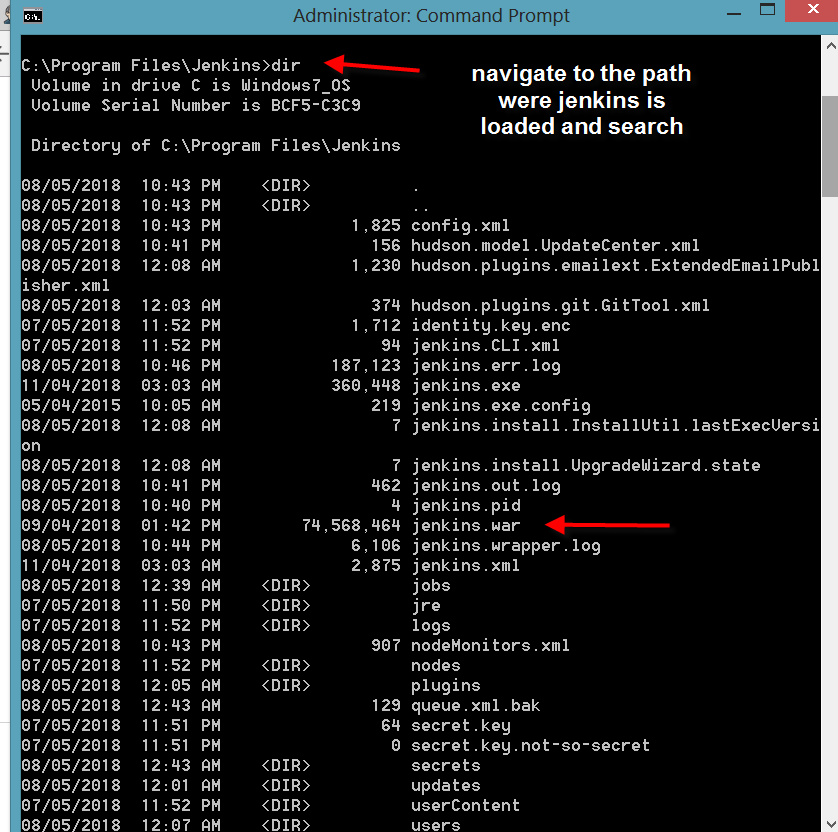 Administrator: Command Prompt
C:\Program Files\Jenkins>dir
navigate to the path
were jenkins is
loaded and search
Volume in drive C is Windows7_OS
Volume Serial Number is BCF5-C3C9
Directory of C:\Program Files\Jenkins
08/05/2018 10:43 PM <DIR> .
08/05/2018 10:43 PM <DIR> ..
08/05/2018 10:43 PM 1,825 config.xml
08/05/2018 10:41 PM 156 hudson.model.UpdateCenter.xml
08/05/2018 12:08 AM 1,230 hudson.plugins.emailext.ExtendedEmailPubl
isher.xml
08/05/2018 12:03 AM 374 hudson.plugins.git.GitTool.xml
07/05/2018 11:52 PM 1,712 identity.key.enc
07/05/2018 11:52 PM 94 jenkins.CLI.xml
08/05/2018 10:46 PM 187,123 jenkins.err.log
11/04/2018 03:03 AM 360,448 jenkins.exe
05/04/2015 10:05 AM 219 jenkins.exe.config
08/05/2018 12:08 AM 7 jenkins.install.InstallUtil.lastExecVersi
on
08/05/2018 12:08 AM 7 jenkins.install.UpgradeWizard.state
08/05/2018 10:41 PM 462 jenkins.out.log
08/05/2018 10:40 PM 4 jenkins.pid
09/04/2018 01:42 PM 74,568,464 jenkins.war
08/05/2018 10:44 PM 6,106 jenkins.wrapper.log
11/04/2018 03:03 AM 2,875 jenkins.xml
08/05/2018 12:39 AM <DIR> jobs
07/05/2018 11:50 PM <DIR> jre
07/05/2018 11:52 PM <DIR> logs
08/05/2018 10:43 PM 907 nodeMonitors.xml
07/05/2018 11:52 PM <DIR> nodes
08/05/2018 12:05 AM <DIR> plugins
08/05/2018 12:43 AM 129 queue.xml.bak
07/05/2018 11:51 PM 64 secret.key
07/05/2018 11:51 PM 0 secret.key.not-so-secret
08/05/2018 12:43 AM <DIR> secrets
08/05/2018 12:01 AM <DIR> updates
07/05/2018 11:52 PM <DIR> userContent
08/05/2018 12:07 AM <DIR> users